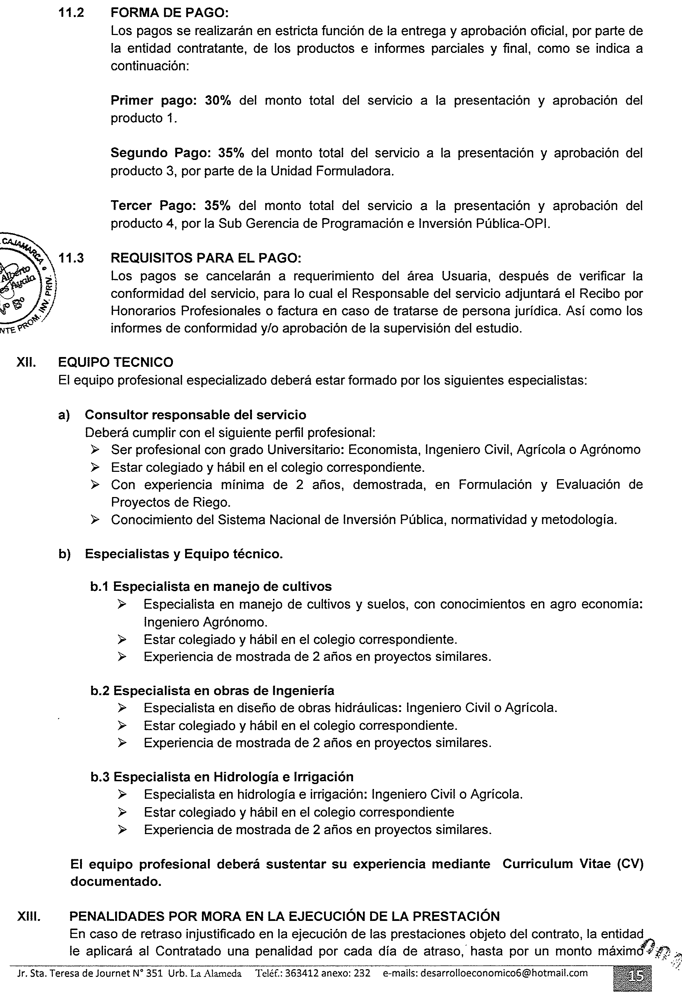 11.2 FORMA DE PAGO:
Los pagos se realizarán en estricta función de la entrega y aprobación oficial, por parte de
la entidad contratante, de los productos e informes parciales y final, como se indica a
continuación:
Primer pago: 30% del monto total del servicio a la presentación y aprobación del
producto 1.
Segundo Pago: 35% del monto total del servicio a la presentación y aprobación del
producto 3, por parte de la Unidad Formuladora.
Tercer Pago: 35% del monto total del servicio a la presentación y aprobación del
producto 4, por la Sub Gerencia de Programación e Inversión Pública-OPI.
CAJAMARCA
Alberto
Ayala
Bº
PROM. INV. PRIV.
11.3 REQUISITOS PARA EL PAGO:
Los pagos se cancelarán a requerimiento del área Usuaria, después de verificar la
conformidad del servicio, para lo cual el Responsable del servicio adjuntará el Recibo por
Honorarios Profesionales o factura en caso de tratarse de persona jurídica. Así como los
informes de conformidad y/o aprobación de la supervisión del estudio.
XII. EQUIPO TECNICO
El equipo profesional especializado deberá estar formado por los siguientes especialistas:
a) Consultor responsable del servicio
Deberá cumplir con el siguiente perfil profesional:
➢ Ser profesional con grado Universitario: Economista, Ingeniero Civil, Agrícola o Agrónomo
➢ Estar colegiado y hábil en el colegio correspondiente.
➢ Con experiencia mínima de 2 años, demostrada, en Formulación y Evaluación de
Proyectos de Riego.
➢ Conocimiento del Sistema Nacional de Inversión Pública, normatividad y metodología.
b) Especialistas y Equipo técnico.
b.1 Especialista en manejo de cultivos
➢ Especialista en manejo de cultivos y suelos, con conocimientos en agro economía:
Ingeniero Agrónomo.
➢ Estar colegiado y hábil en el colegio correspondiente.
➢ Experiencia de mostrada de 2 años en proyectos similares.
b.2 Especialista en obras de Ingeniería
➢ Especialista en diseño de obras hidráulicas: Ingeniero Civil o Agrícola.
➢ Estar colegiado y hábil en el colegio correspondiente.
➢ Experiencia de mostrada de 2 años en proyectos similares.
b.3 Especialista en Hidrología e Irrigación
➢ Especialista en hidrología e irrigación: Ingeniero Civil o Agrícola.
➢ Estar colegiado y hábil en el colegio correspondiente
➢ Experiencia de mostrada de 2 años en proyectos similares.
El equipo profesional deberá sustentar su experiencia mediante Curriculum Vitae (CV)
documentado.
XIII. PENALIDADES POR MORA EN LA EJECUCIÓN DE LA PRESTACIÓN
En caso de retraso injustificado en la ejecución de las prestaciones objeto del contrato, la entidad
le aplicará al Contratado una penalidad por cada día de atraso, hasta por un monto máximo
Jr. Sta. Teresa de Journet N° 351 Urb. La Alameda Teléf.: 363412 anexo: 232 e-mails: desarrolloeconomico6@hotmail.com
15